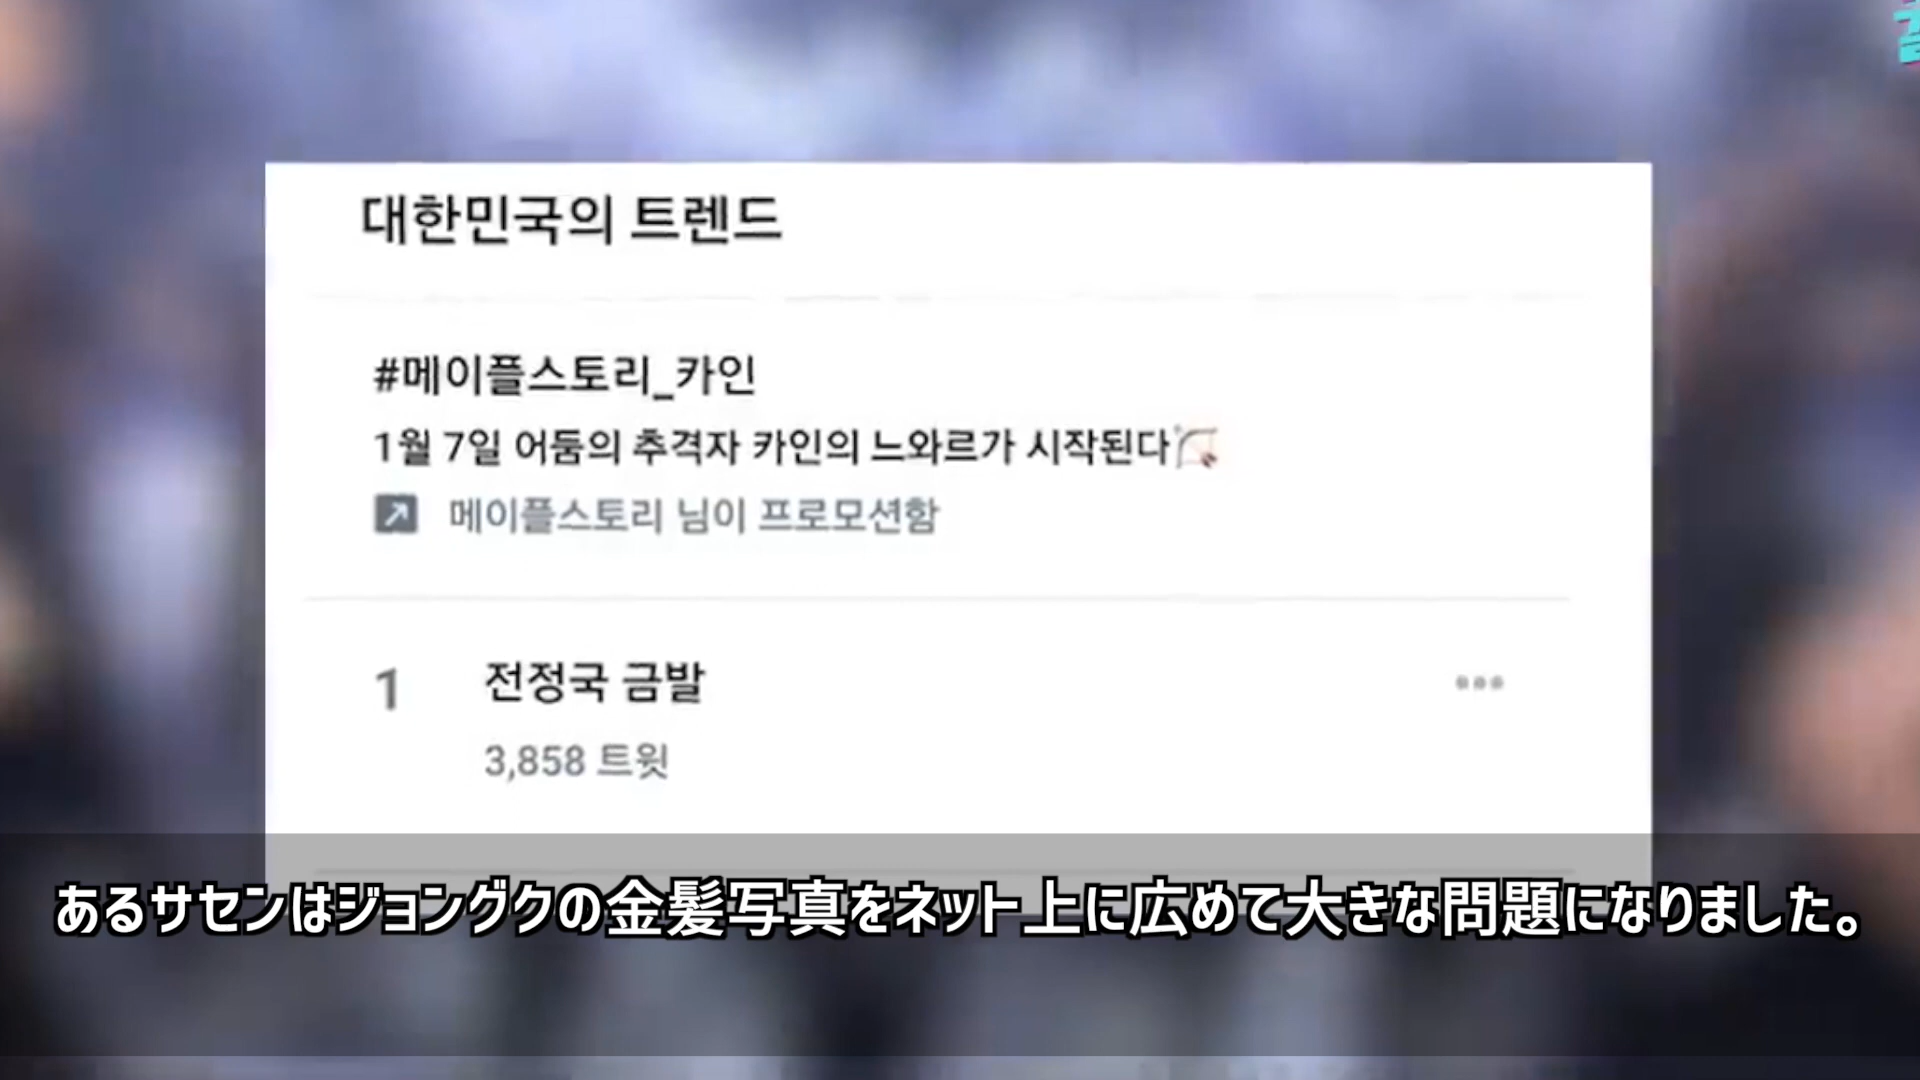 대한민국의 트렌드
#메이플스토리_카인
1월 7일 어둠의 추격자 카인의 느와르가 시작된다🏹
메이플스토리 님이 프로모션함
1 전정국 금발
3,858 트윗
あるサセンはジョングクの金髪写真をネット上に広めて大きな問題になりました。